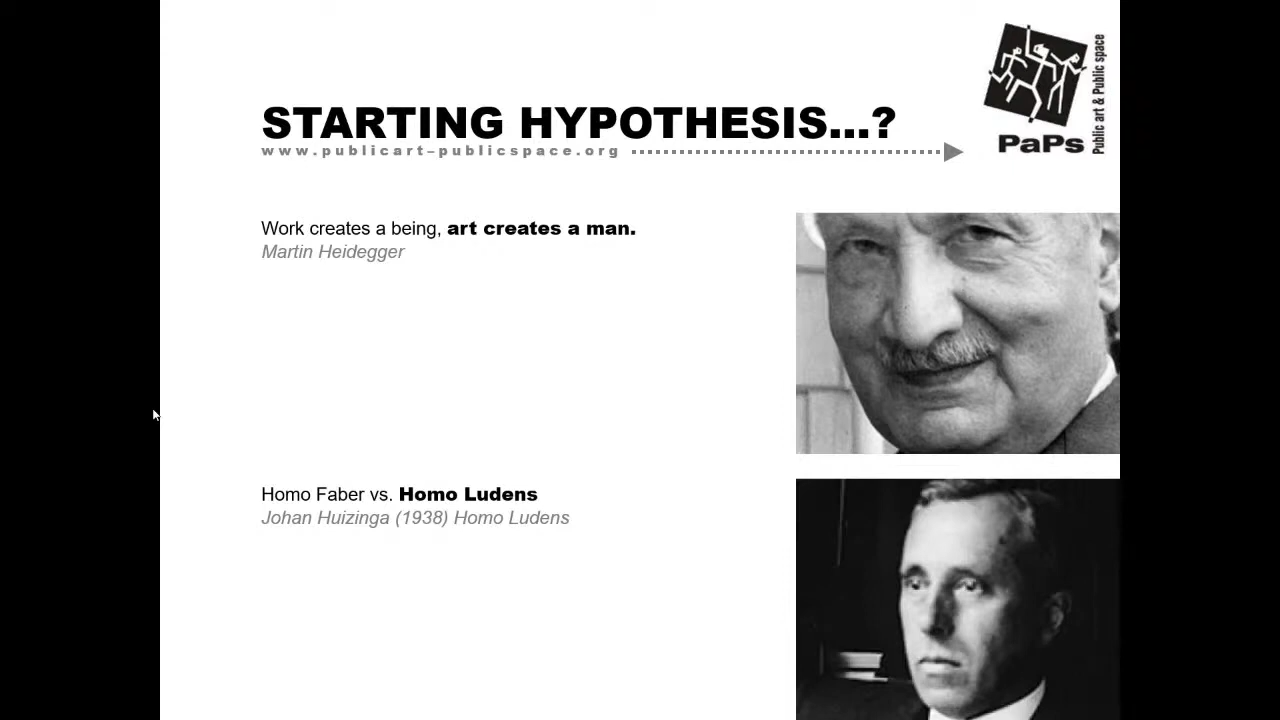 STARTING HYPOTHESIS...?
www.publicart-publicspace.org
PaPs
Public art & Public space
Work creates a being, art creates a man.
Martin Heidegger
Homo Faber vs. Homo Ludens
Johan Huizinga (1938) Homo Ludens